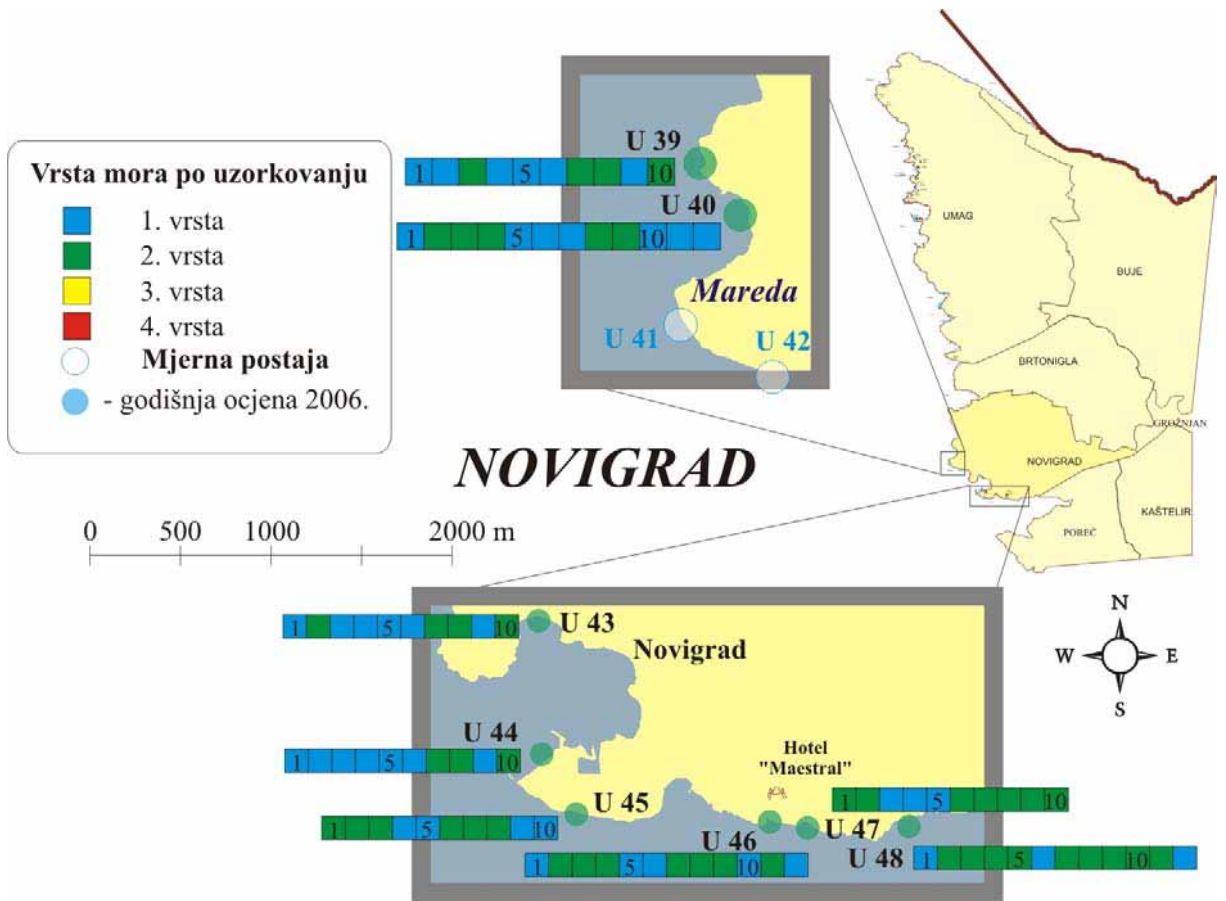 Vrsta mora po uzorkovanju
1. vrsta
2. vrsta
3. vrsta
4. vrsta
Mjerna postaja
- godišnja ocjena 2006.
U 39
1 5 10
U 40
1 5 10
Mareda
U 41
U 42
NOVIGRAD
0 500 1000 2000 m
UMAG
BUJE
BRTONIGLA
GROŽNJAN
NOVIGRAD
KAŠTELIR
POREČ
N
W E
S
1 5 10
U 43
Novigrad
U 44
1 5 10
Hotel
"Maestral"
U 45
1 5 10
1 5 10
U 46
U 47
1 5 10
U 48
1 5 10